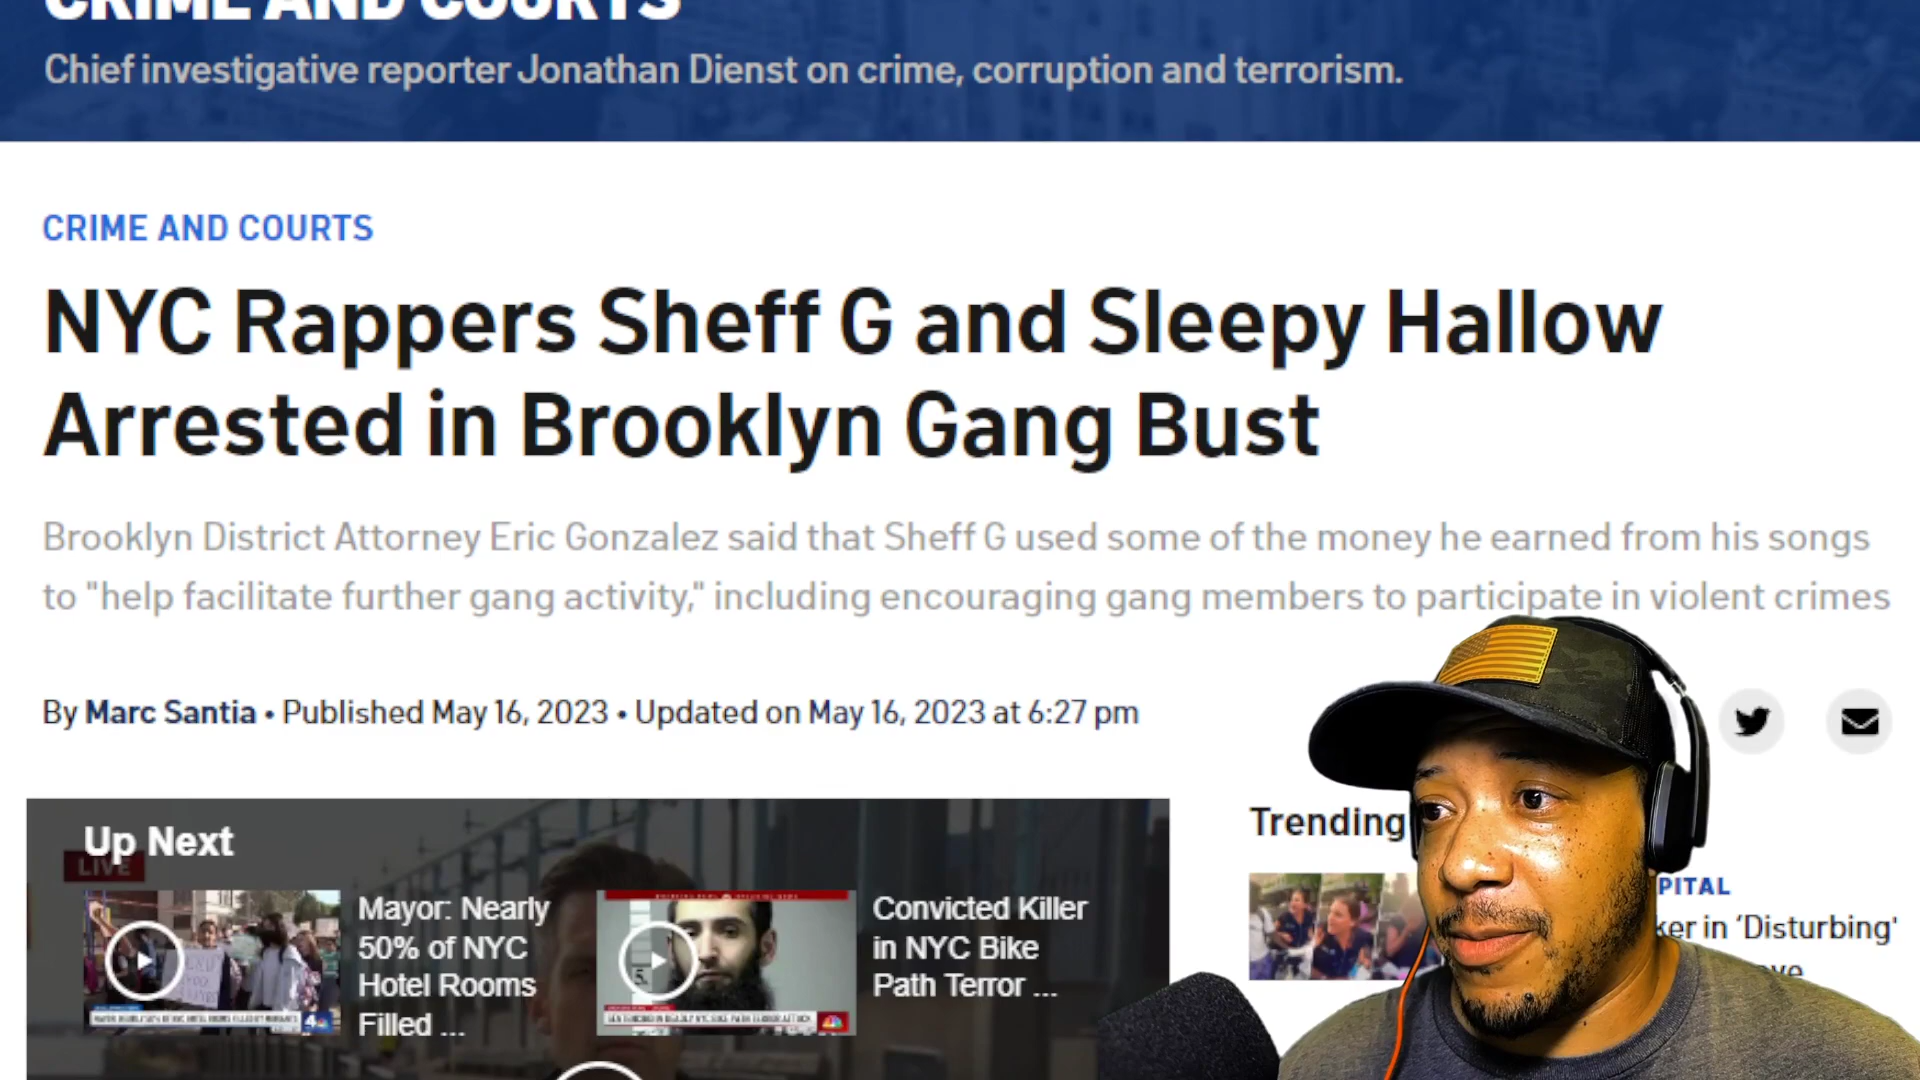 CRIME AND COURTS
Chief investigative reporter Jonathan Dienst on crime, corruption and terrorism.
CRIME AND COURTS
NYC Rappers Sheff G and Sleepy Hallow
Arrested in Brooklyn Gang Bust
Brooklyn District Attorney Eric Gonzalez said that Sheff G used some of the money he earned from his songs
to "help facilitate further gang activity," including encouraging gang members to participate in violent crimes
By Marc Santia • Published May 16, 2023 • Updated on May 16, 2023 at 6:27 pm
Up Next
LIVE
Mayor: Nearly
50% of NYC
Hotel Rooms
Filled ...
Convicted Killer
in NYC Bike
Path Terror ...
Trending
PITAL
ker in ‘Disturbing'
4